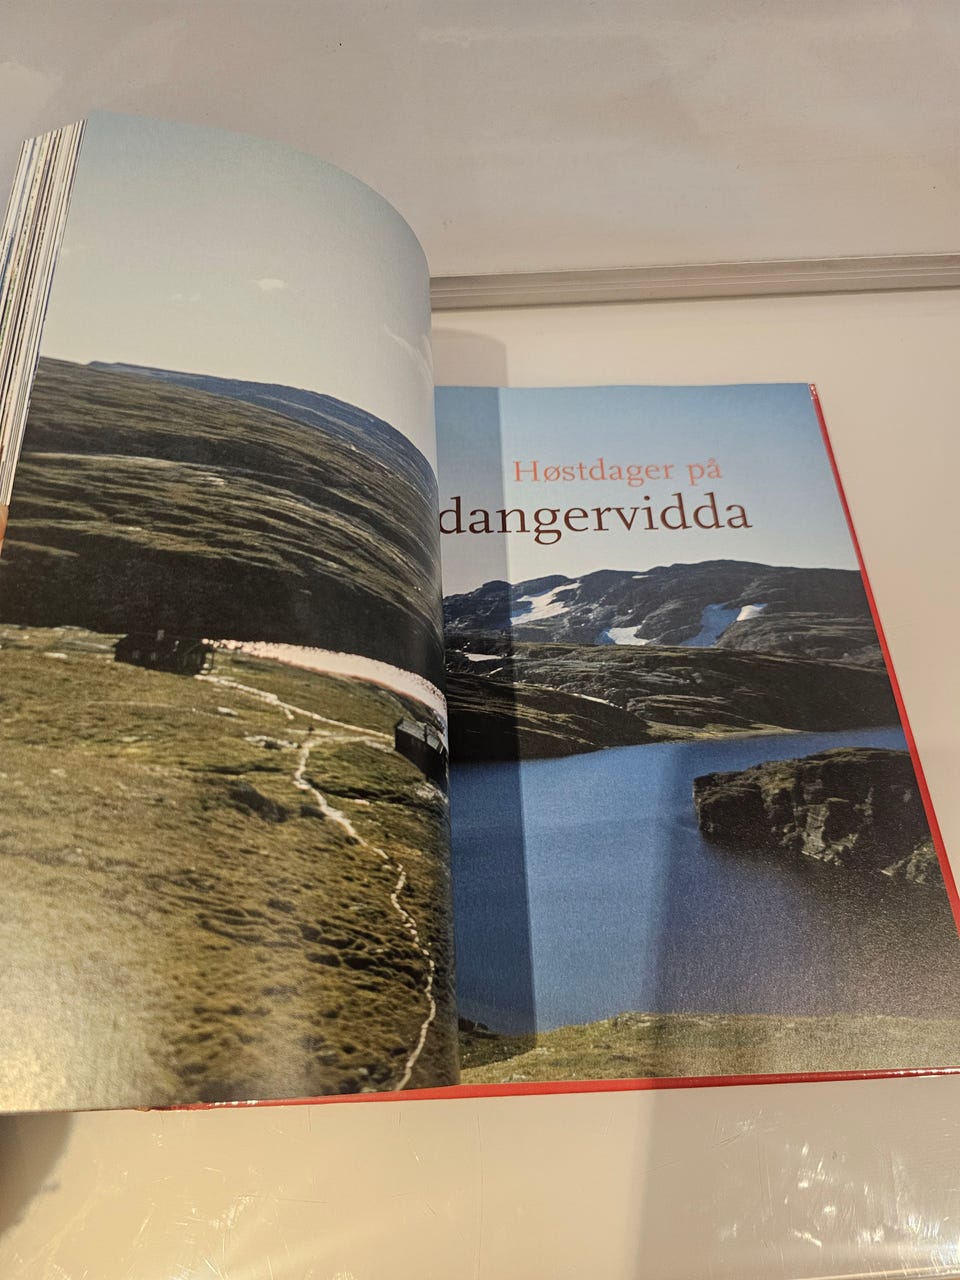 Høstdager på
dangervidda